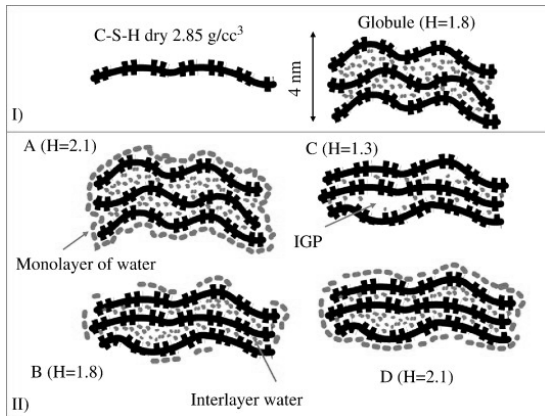 C-S-H dry 2.85 g/cc³
Globule (H=1.8)
4 nm
I)
A (H=2.1)
C (H=1.3)
IGP
Monolayer of water
B (H=1.8)
Interlayer water
D (H=2.1)
II)